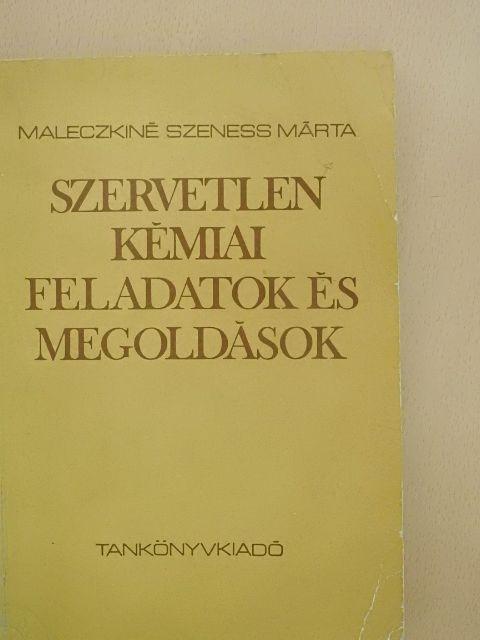 MALECZKINÉ SZENESS MÁRTA
SZERVETLEN
KÉMIAI
FELADATOK ÉS
MEGOLDÁSOK
TANKÖNYVKIADÓ